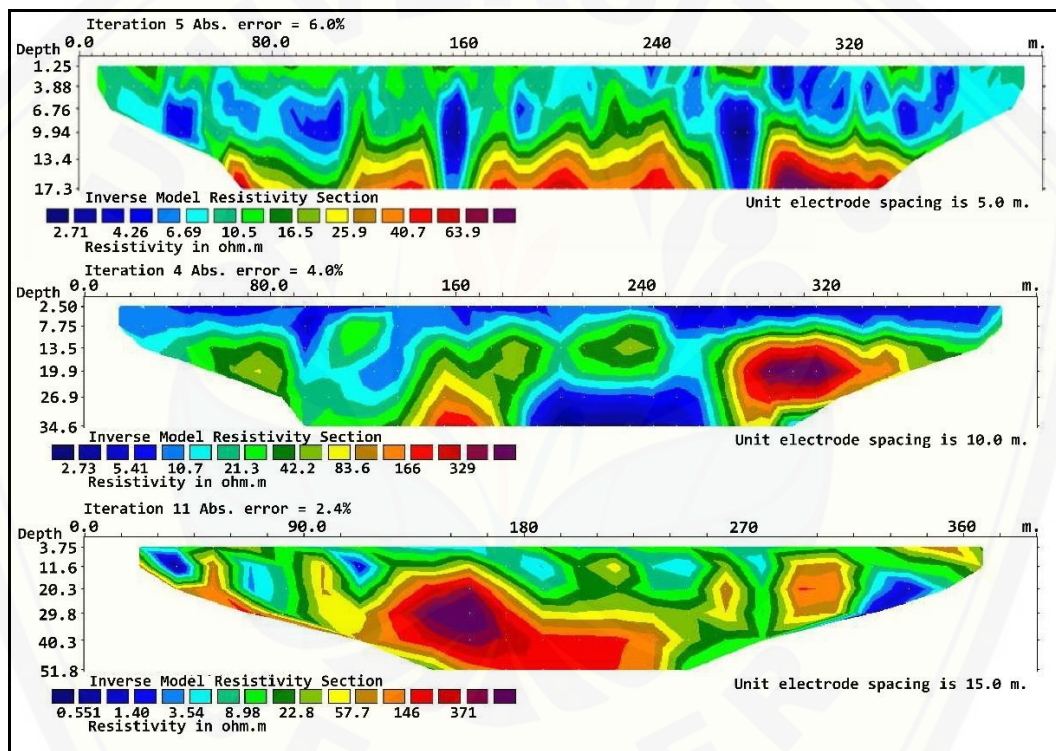 Iteration 5 Abs. error = 6.0%
Depth 0.0 80.0 160 240 320 m.
1.25
3.88
6.76
9.94
13.4
17.3
Inverse Model Resistivity Section
Unit electrode spacing is 5.0 m.
2.71 4.26 6.69 10.5 16.5 25.9 40.7 63.9
Resistivity in ohm.m
Iteration 4 Abs. error = 4.0%
Depth 0.0 80.0 160 240 320 m.
2.50
7.75
13.5
19.9
26.9
34.6
Inverse Model Resistivity Section
Unit electrode spacing is 10.0 m.
2.73 5.41 10.7 21.3 42.2 83.6 166 329
Resistivity in ohm.m
Iteration 11 Abs. error = 2.4%
Depth 0.0 90.0 180 270 360 m.
3.75
11.6
20.3
29.8
40.3
51.8
Inverse Model Resistivity Section
Unit electrode spacing is 15.0 m.
0.551 1.40 3.54 8.98 22.8 57.7 146 371
Resistivity in ohm.m